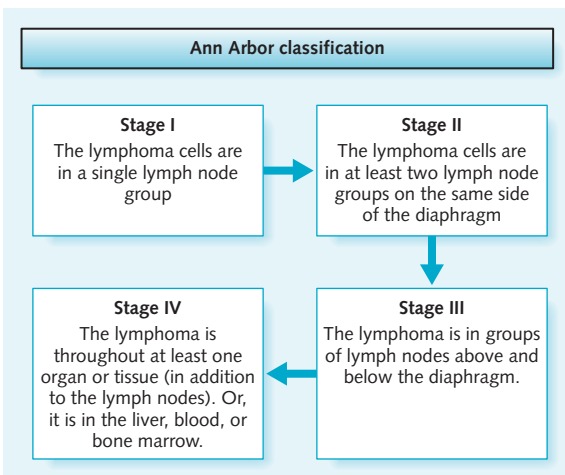 Ann Arbor classification
Stage I
The lymphoma cells are
in a single lymph node
group
Stage II
The lymphoma cells are
in at least two lymph node
groups on the same side
of the diaphragm
Stage III
The lymphoma is in groups
of lymph nodes above and
below the diaphragm.
Stage IV
The lymphoma is
throughout at least one
organ or tissue (in addition
to the lymph nodes). Or,
it is in the liver, blood, or
bone marrow.